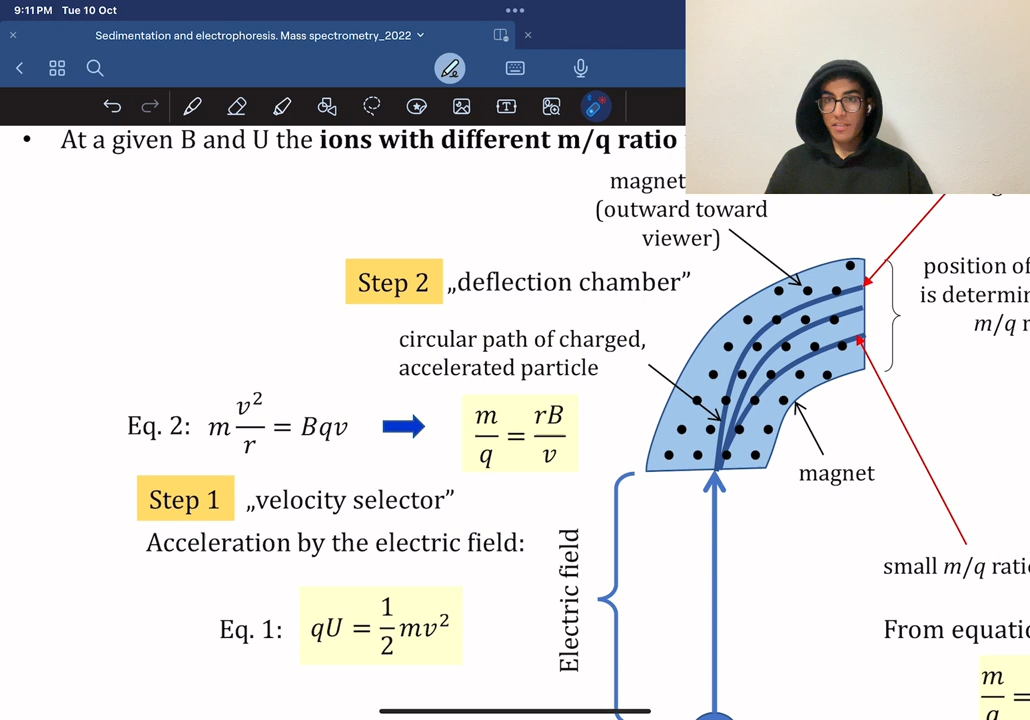 9:11 PM Tue 10 Oct
Sedimentation and electrophoresis. Mass spectrometry_2022
• At a given B and U the ions with different m/q ratio
magnet
(outward toward
viewer)
Step 2 „deflection chamber”
position of
is determin
m/q r
circular path of charged,
accelerated particle
Eq. 2: m v²/r = Bqv
m/q = rB/v
magnet
Step 1 „velocity selector”
Acceleration by the electric field:
Electric field
small m/q rati
Eq. 1: qU = 1/2 mv²
From equatio
m/q =